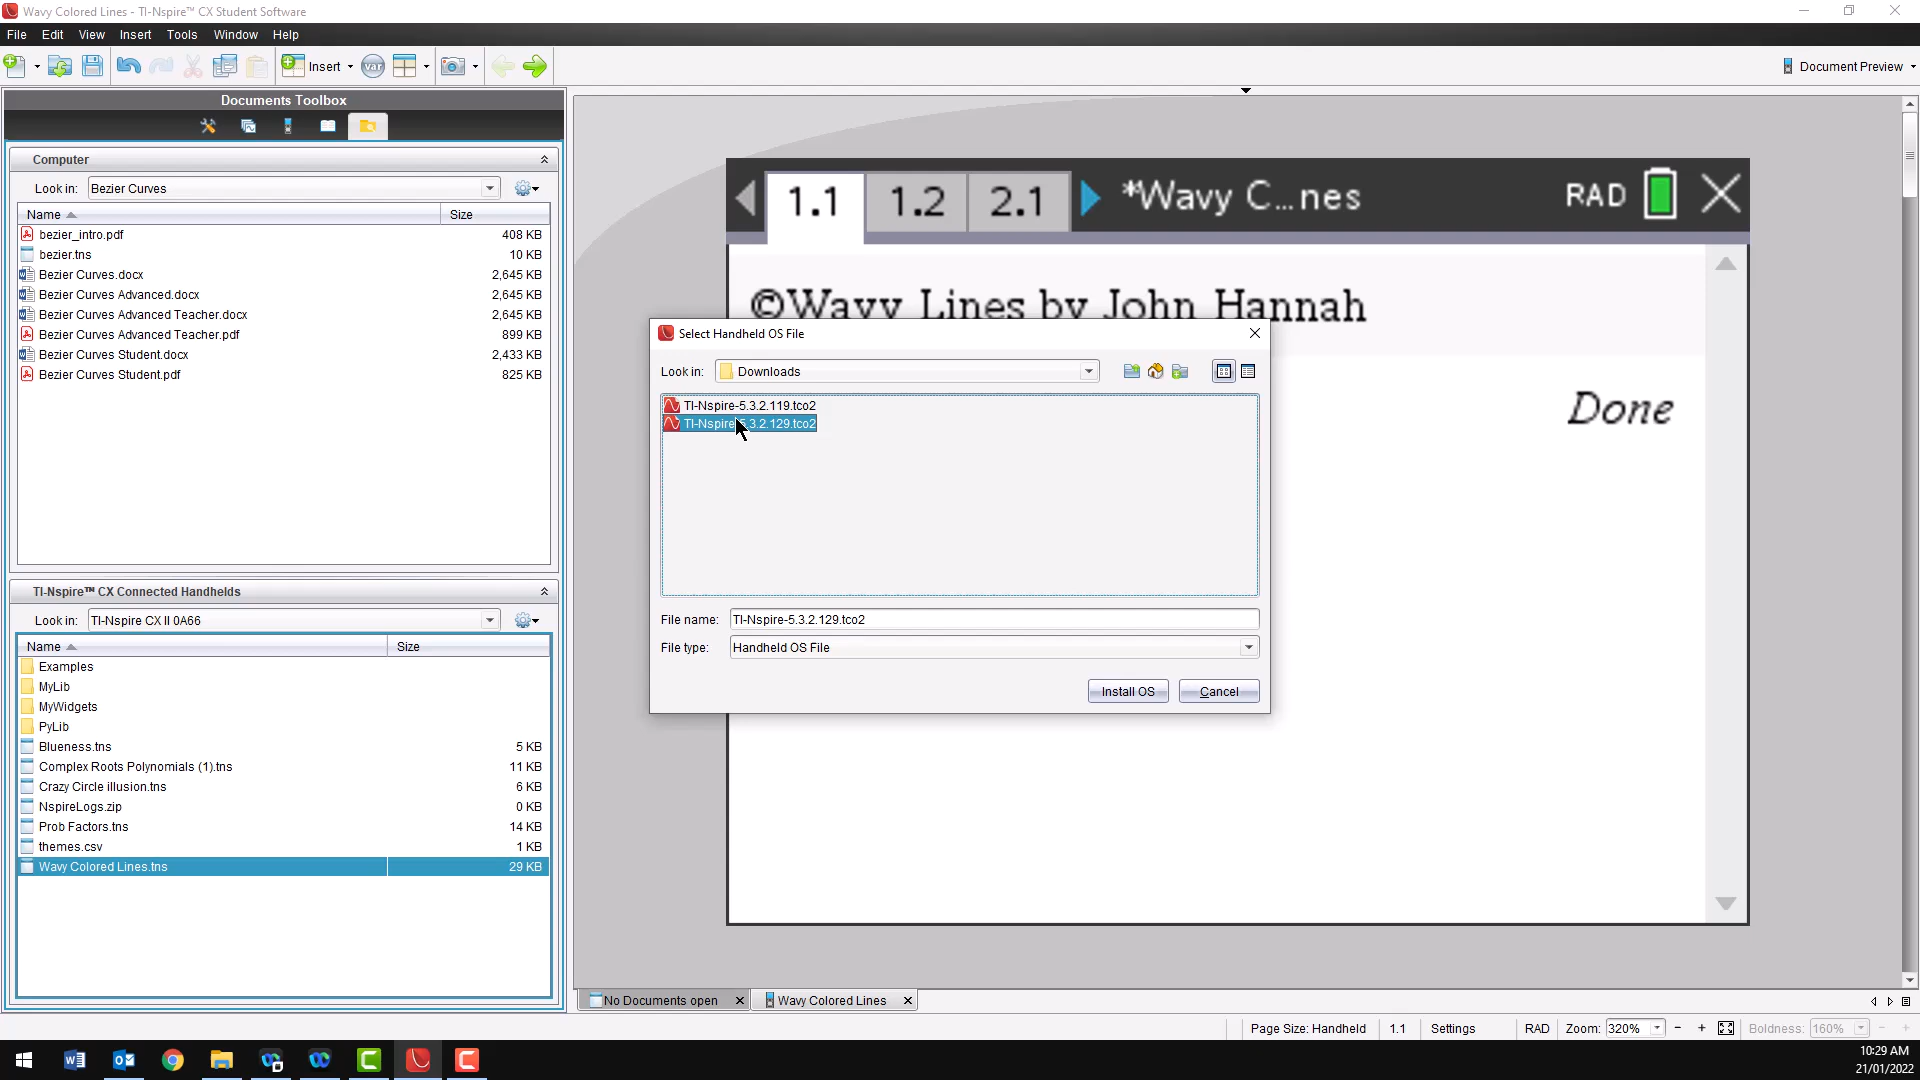 Wavy Colored Lines - TI-Nspire™ CX Student Software
File Edit View Insert Tools Window Help
Insert
var
Document Preview
Documents Toolbox
Computer
Look in: Bezier Curves
Name Size
bezier_intro.pdf 408 KB
bezier.tns 10 KB
Bezier Curves.docx 2,645 KB
Bezier Curves Advanced.docx 2,645 KB
Bezier Curves Advanced Teacher.docx 2,645 KB
Bezier Curves Advanced Teacher.pdf 899 KB
Bezier Curves Student.docx 2,433 KB
Bezier Curves Student.pdf 825 KB
TI-Nspire™ CX Connected Handhelds
Look in: TI-Nspire CX II 0A66
Name Size
Examples
MyLib
MyWidgets
PyLib
Blueness.tns 5 KB
Complex Roots Polynomials (1).tns 11 KB
Crazy Circle illusion.tns 6 KB
NspireLogs.zip 0 KB
Prob Factors.tns 14 KB
themes.csv 1 KB
Wavy Colored Lines.tns 29 KB
1.1 1.2 2.1 *Wavy C...nes RAD
©Wavy Lines by John Hannah
Done
Select Handheld OS File
Look in: Downloads
TI-Nspire-5.3.2.119.tco2
TI-Nspire-5.3.2.129.tco2
File name: TI-Nspire-5.3.2.129.tco2
File type: Handheld OS File
Install OS Cancel
No Documents open Wavy Colored Lines
Page Size: Handheld 1.1 Settings RAD Zoom: 320% Boldness: 160%
10:29 AM
21/01/2022